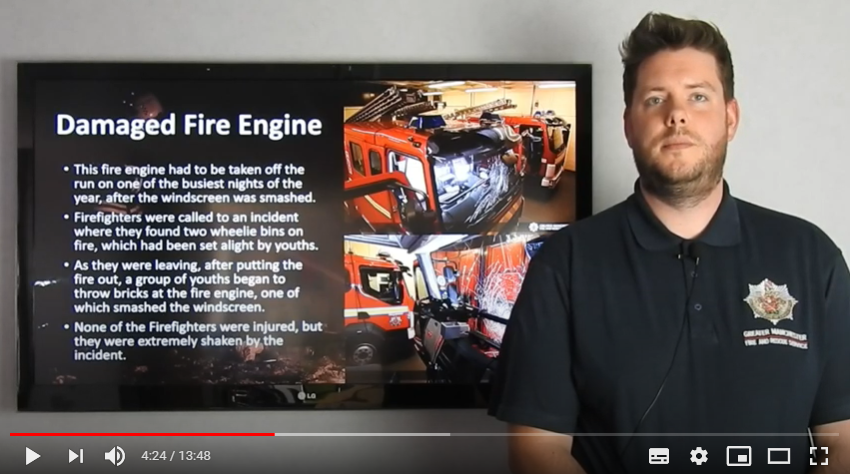 Damaged Fire Engine
• This fire engine had to be taken off the
run on one of the busiest nights of the
year, after the windscreen was smashed.
• Firefighters were called to an incident
where they found two wheelie bins on
fire, which had been set alight by youths.
• As they were leaving, after putting the
fire out, a group of youths began to
throw bricks at the fire engine, one of
which smashed the windscreen.
• None of the Firefighters were injured, but
they were extremely shaken by the
incident.
LG
GREATER MANCHESTER
FIRE AND RESCUE SERVICE
4:24 / 13:48